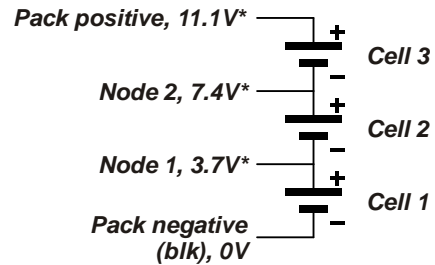 Pack positive, 11.1V*
+
Cell 3
–
Node 2, 7.4V*
+
Cell 2
–
Node 1, 3.7V*
+
Cell 1
–
Pack negative
(blk), 0V